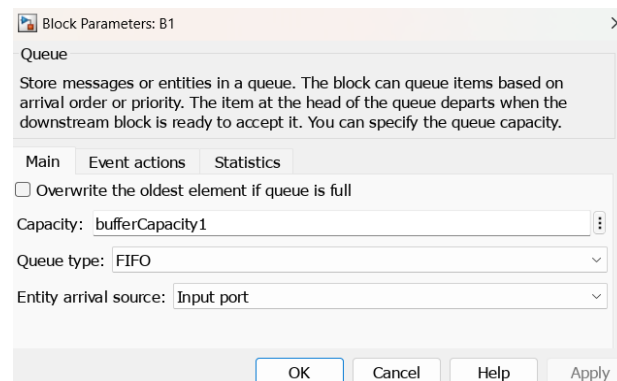 Block Parameters: B1
Queue
Store messages or entities in a queue. The block can queue items based on
arrival order or priority. The item at the head of the queue departs when the
downstream block is ready to accept it. You can specify the queue capacity.
Main Event actions Statistics
Overwrite the oldest element if queue is full
Capacity: bufferCapacity1
Queue type: FIFO
Entity arrival source: Input port
OK Cancel Help Apply